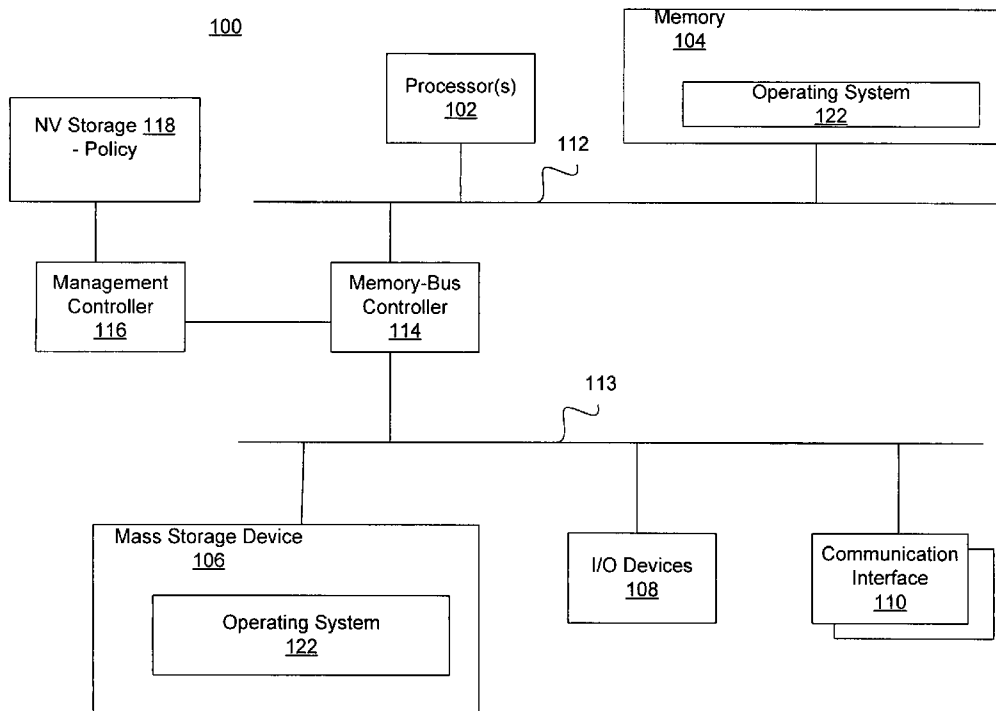 100
Memory
104
Operating System
122
Processor(s)
102
NV Storage 118
- Policy
112
Management
Controller
116
Memory-Bus
Controller
114
113
Mass Storage Device
106
Operating System
122
I/O Devices
108
Communication
Interface
110